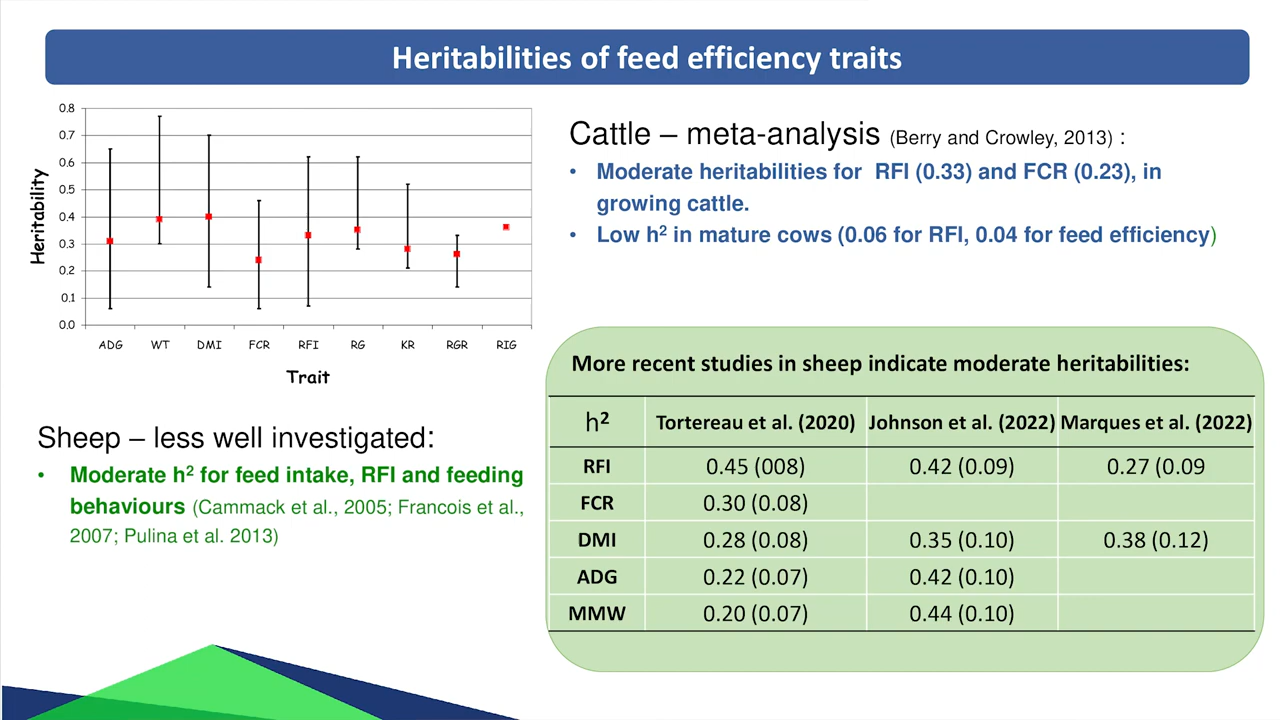 Heritabilities of feed efficiency traits
0.8
0.7
0.6
0.5
0.4
0.3
0.2
0.1
0.0
Heritability
ADG WT DMI FCR RFI RG KR RGR RIG
Trait
Cattle – meta-analysis (Berry and Crowley, 2013) :
• Moderate heritabilities for RFI (0.33) and FCR (0.23), in
growing cattle.
• Low h² in mature cows (0.06 for RFI, 0.04 for feed efficiency)
Sheep – less well investigated:
• Moderate h² for feed intake, RFI and feeding
behaviours (Cammack et al., 2005; Francois et al.,
2007; Pulina et al. 2013)
More recent studies in sheep indicate moderate heritabilities:
h² Tortereau et al. (2020) Johnson et al. (2022) Marques et al. (2022)
RFI 0.45 (008) 0.42 (0.09) 0.27 (0.09
FCR 0.30 (0.08)
DMI 0.28 (0.08) 0.35 (0.10) 0.38 (0.12)
ADG 0.22 (0.07) 0.42 (0.10)
MMW 0.20 (0.07) 0.44 (0.10)